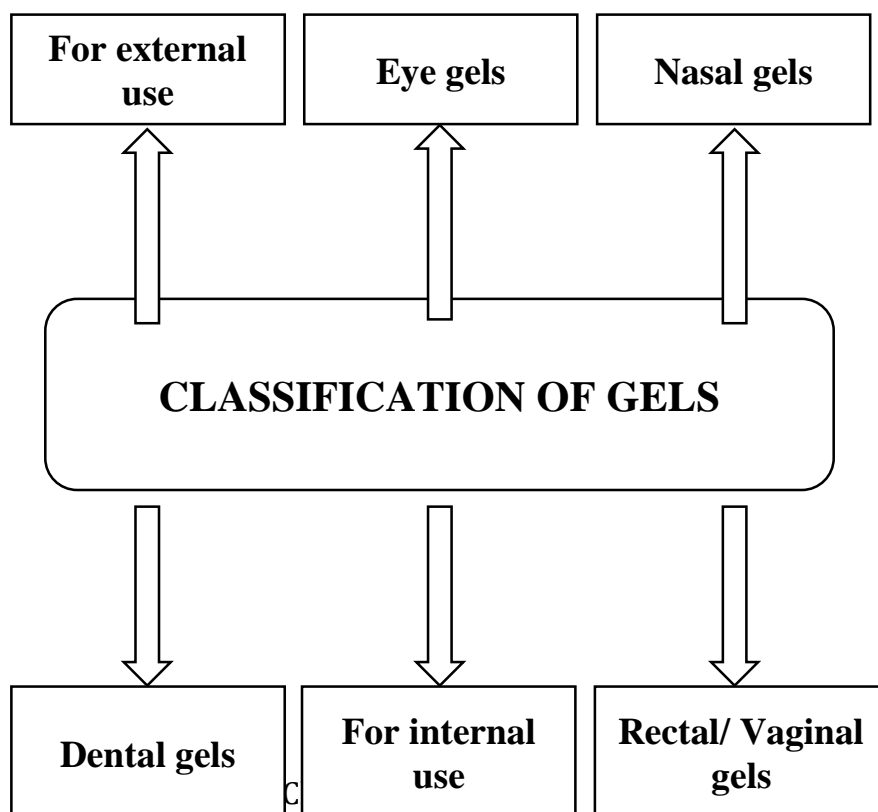 For external
use
Eye gels
Nasal gels
CLASSIFICATION OF GELS
Dental gels
For internal
use
Rectal/ Vaginal
gels
C